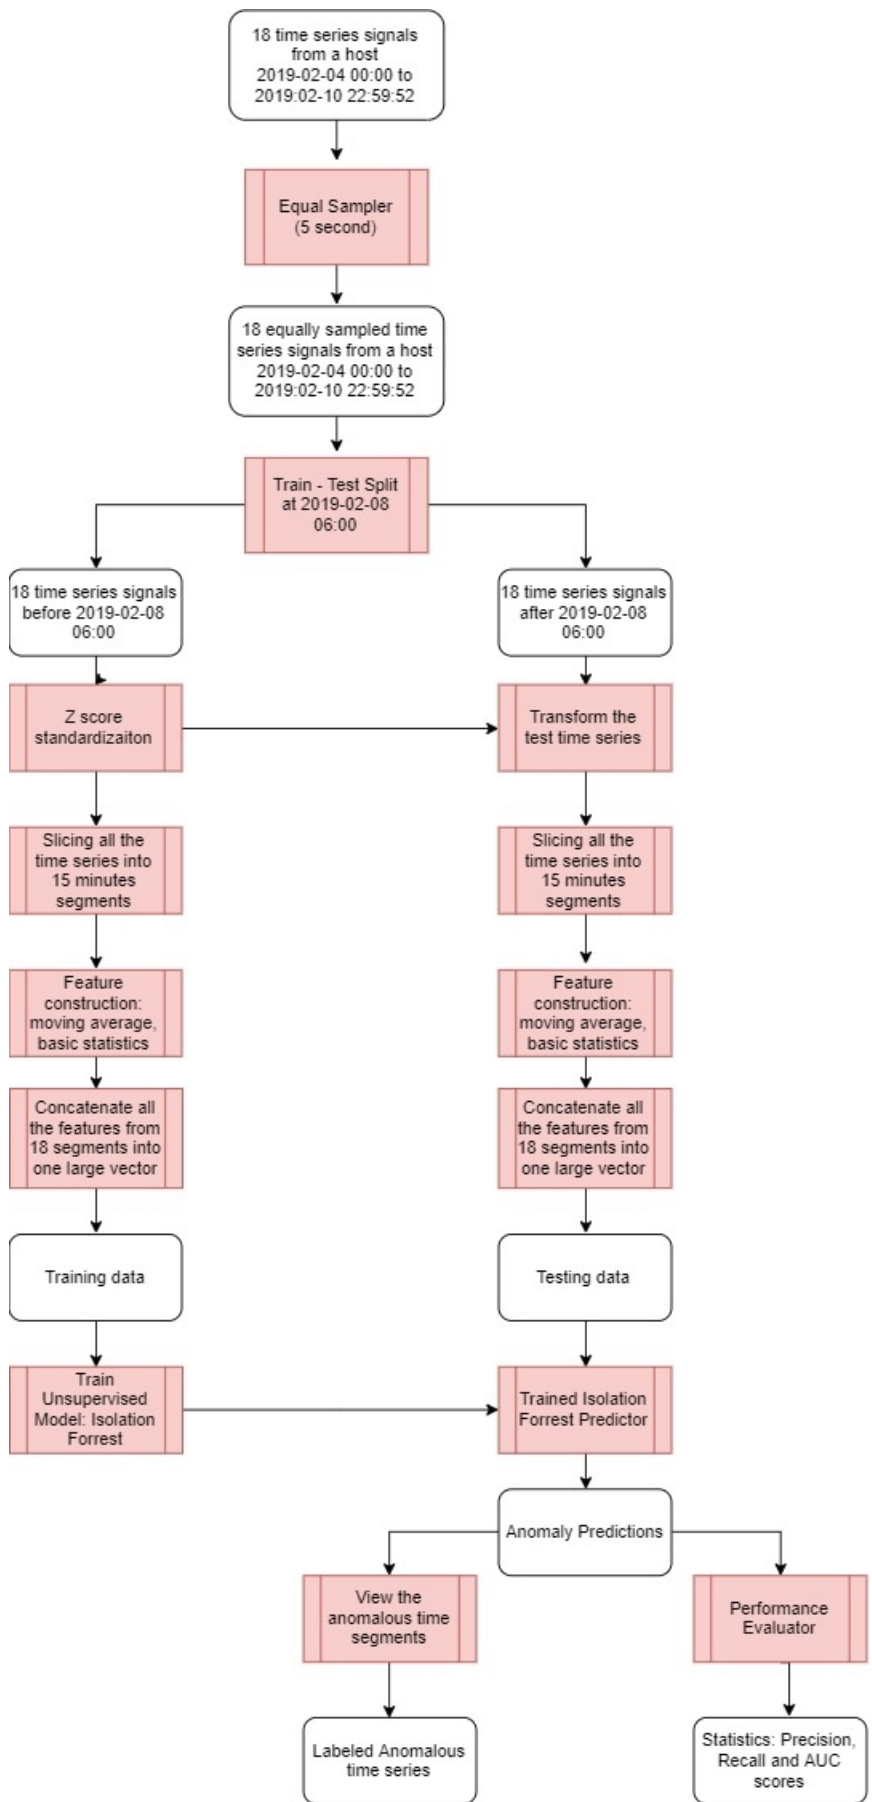 18 time series signals
from a host
2019-02-04 00:00 to
2019:02-10 22:59:52
Equal Sampler
(5 second)
18 equally sampled time
series signals from a host
2019-02-04 00:00 to
2019:02-10 22:59:52
Train - Test Split
at 2019-02-08
06:00
18 time series signals
before 2019-02-08
06:00
18 time series signals
after 2019-02-08
06:00
Z score
standardizaiton
Transform the
test time series
Slicing all the
time series into
15 minutes
segments
Slicing all the
time series into
15 minutes
segments
Feature
construction:
moving average,
basic statistics
Feature
construction:
moving average,
basic statistics
Concatenate all
the features from
18 segments into
one large vector
Concatenate all
the features from
18 segments into
one large vector
Training data
Testing data
Train
Unsupervised
Model: Isolation
Forrest
Trained Isolation
Forrest Predictor
Anomaly Predictions
View the
anomalous time
segments
Performance
Evaluator
Labeled Anomalous
time series
Statistics: Precision,
Recall and AUC
scores